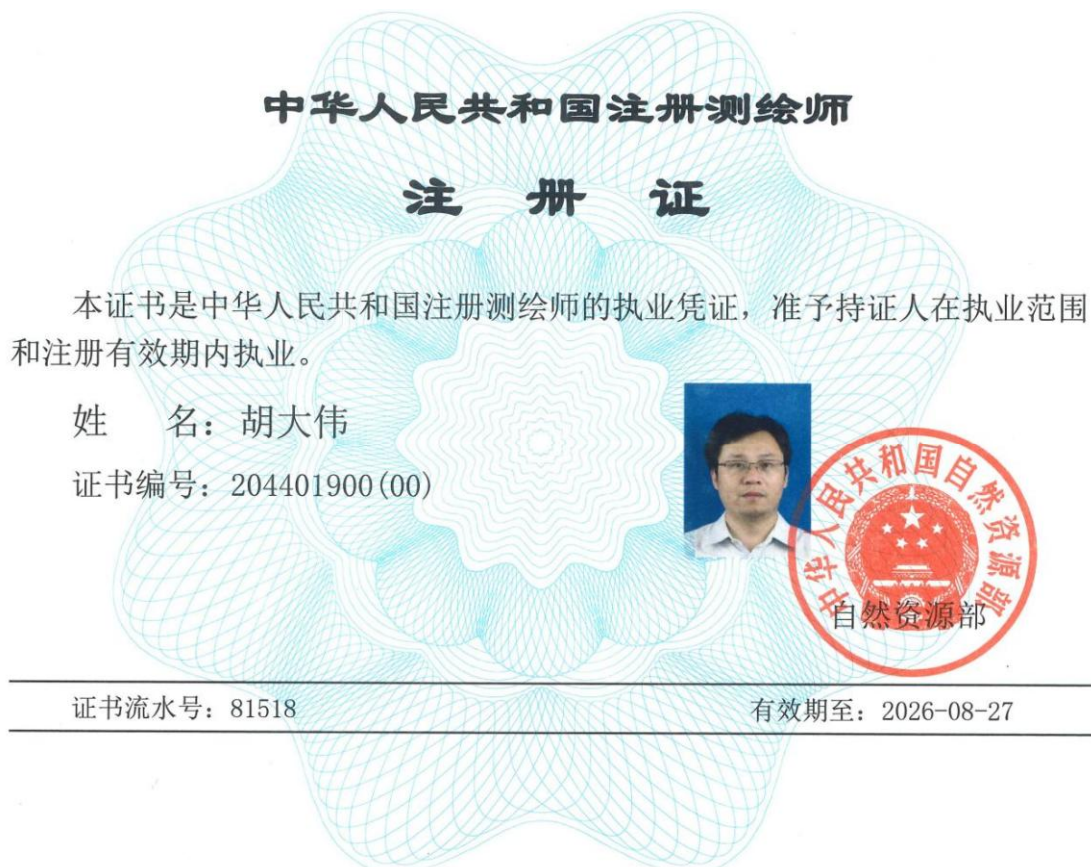 中华人民共和国注册测绘师
注 册 证
本证书是中华人民共和国注册测绘师的执业凭证，准予持证人在执业范围
和注册有效期内执业。
姓 名：胡大伟
证书编号：204401900(00)
中华人民共和国自然资源部
自然资源部
证书流水号：81518 有效期至：2026-08-27